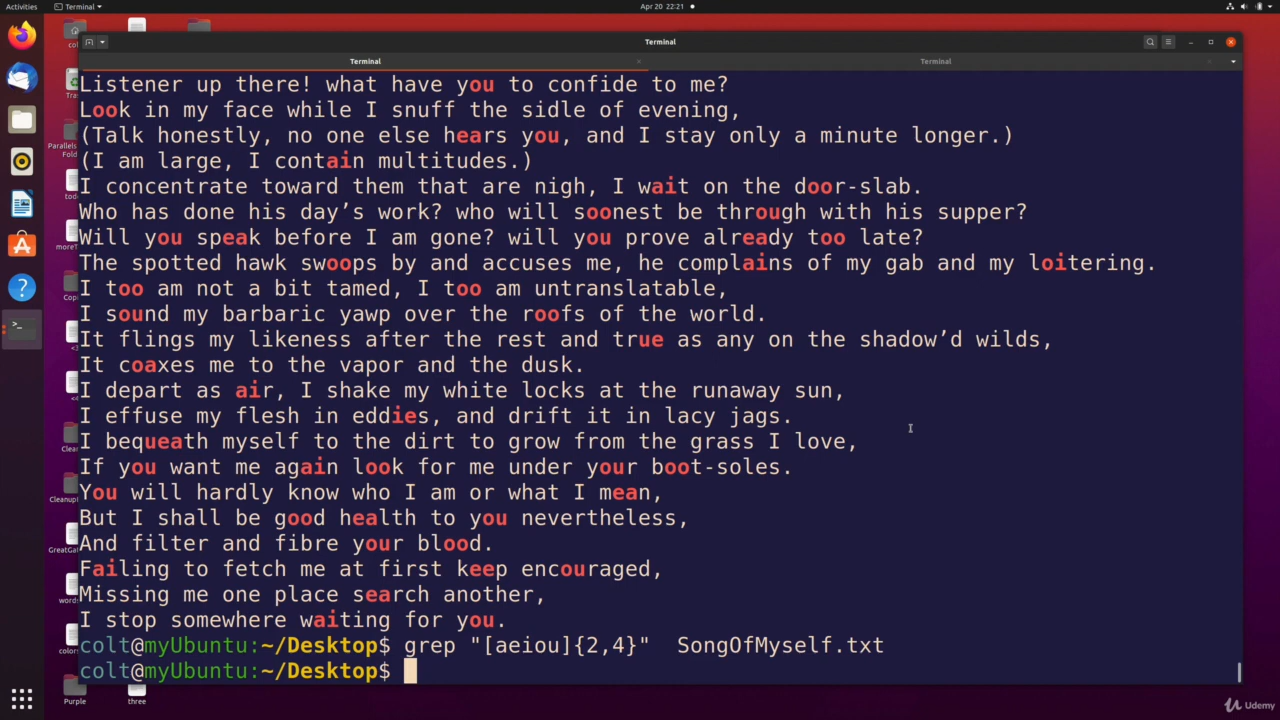 Activities
Terminal
Apr 20 22:21
Terminal
Terminal
Terminal
Listener up there! what have you to confide to me?
Look in my face while I snuff the sidle of evening,
(Talk honestly, no one else hears you, and I stay only a minute longer.)
(I am large, I contain multitudes.)
I concentrate toward them that are nigh, I wait on the door-slab.
Who has done his day’s work? who will soonest be through with his supper?
Will you speak before I am gone? will you prove already too late?
The spotted hawk swoops by and accuses me, he complains of my gab and my loitering.
I too am not a bit tamed, I too am untranslatable,
I sound my barbaric yawp over the roofs of the world.
It flings my likeness after the rest and true as any on the shadow’d wilds,
It coaxes me to the vapor and the dusk.
I depart as air, I shake my white locks at the runaway sun,
I effuse my flesh in eddies, and drift it in lacy jags.
I bequeath myself to the dirt to grow from the grass I love,
If you want me again look for me under your boot-soles.
You will hardly know who I am or what I mean,
But I shall be good health to you nevertheless,
And filter and fibre your blood.
Failing to fetch me at first keep encouraged,
Missing me one place search another,
I stop somewhere waiting for you.
colt@myUbuntu:~/Desktop$ grep "[aeiou]{2,4}"  SongOfMyself.txt
colt@myUbuntu:~/Desktop$
Purple
three
Udemy